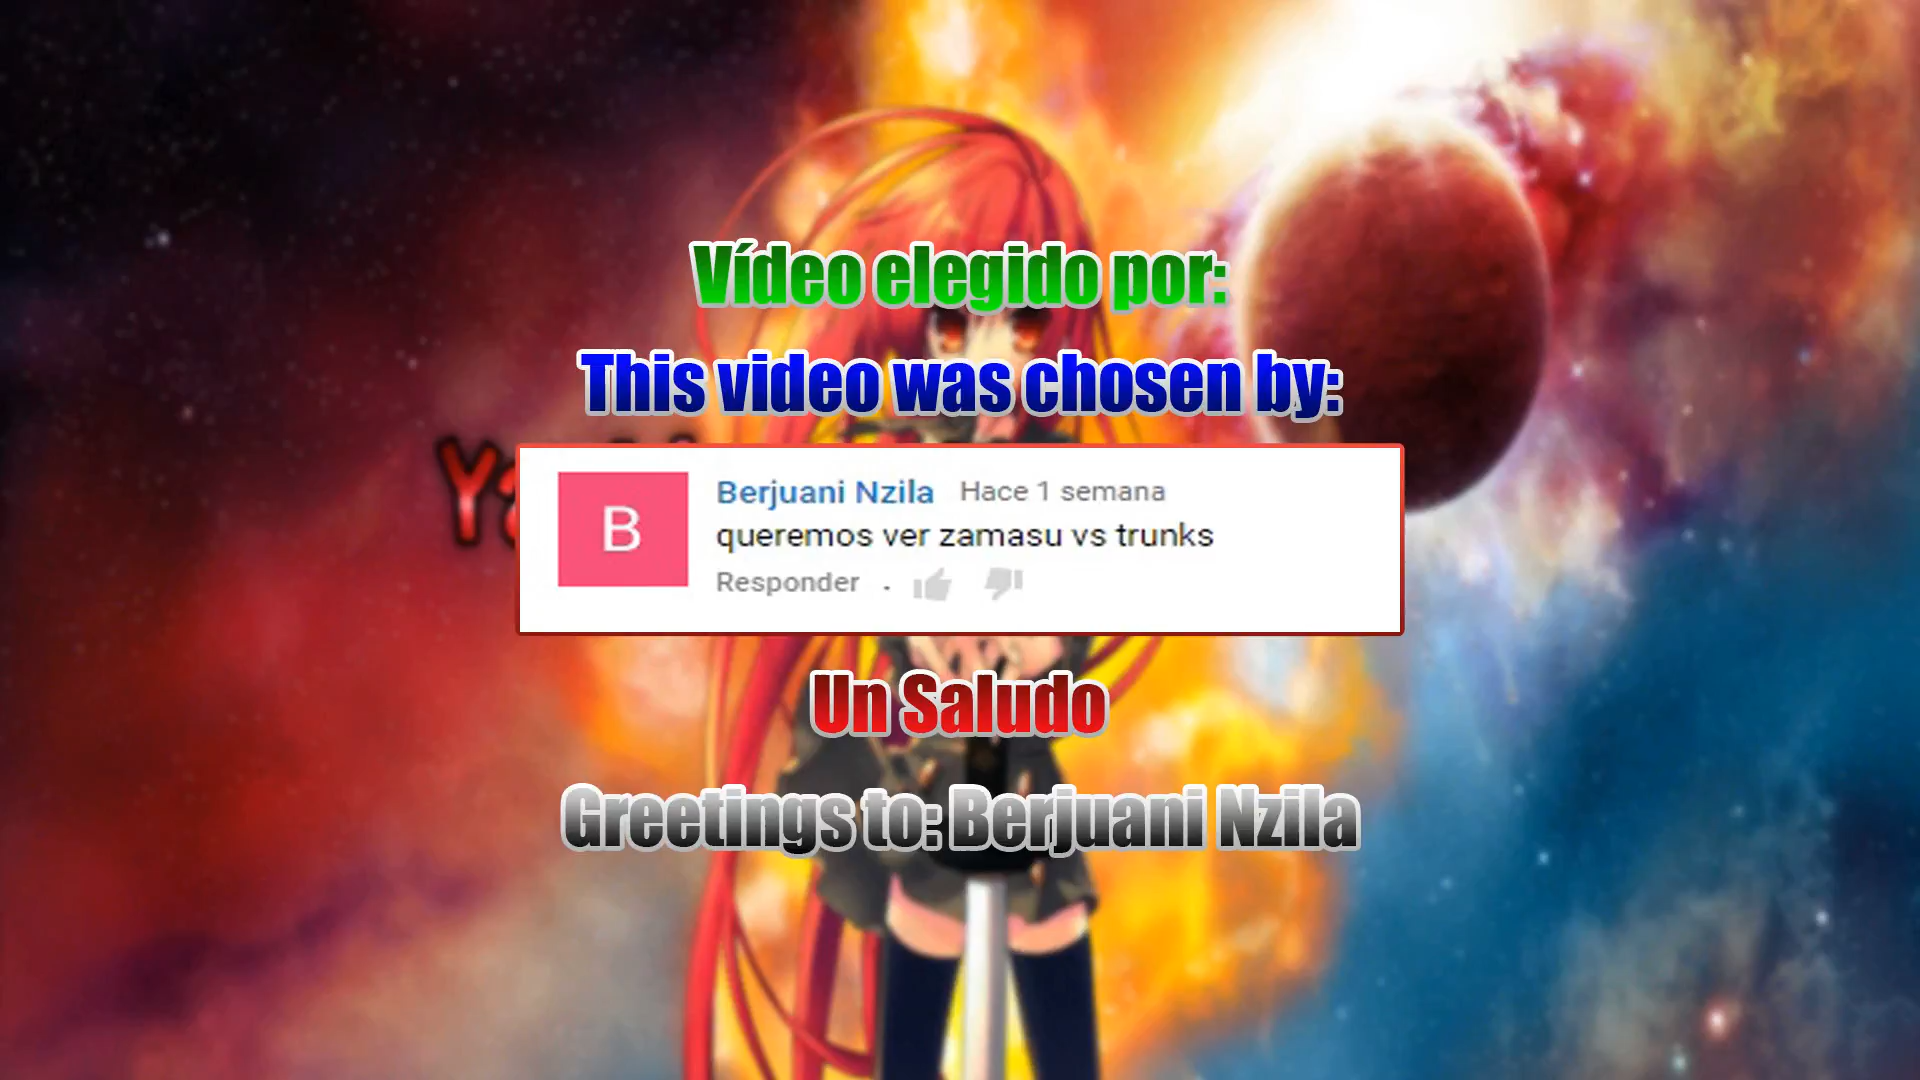 Vídeo elegido por:
This video was chosen by:
B
Berjuani Nzila Hace 1 semana
queremos ver zamasu vs trunks
Responder .
Un Saludo
Greetings to: Berjuani Nzila